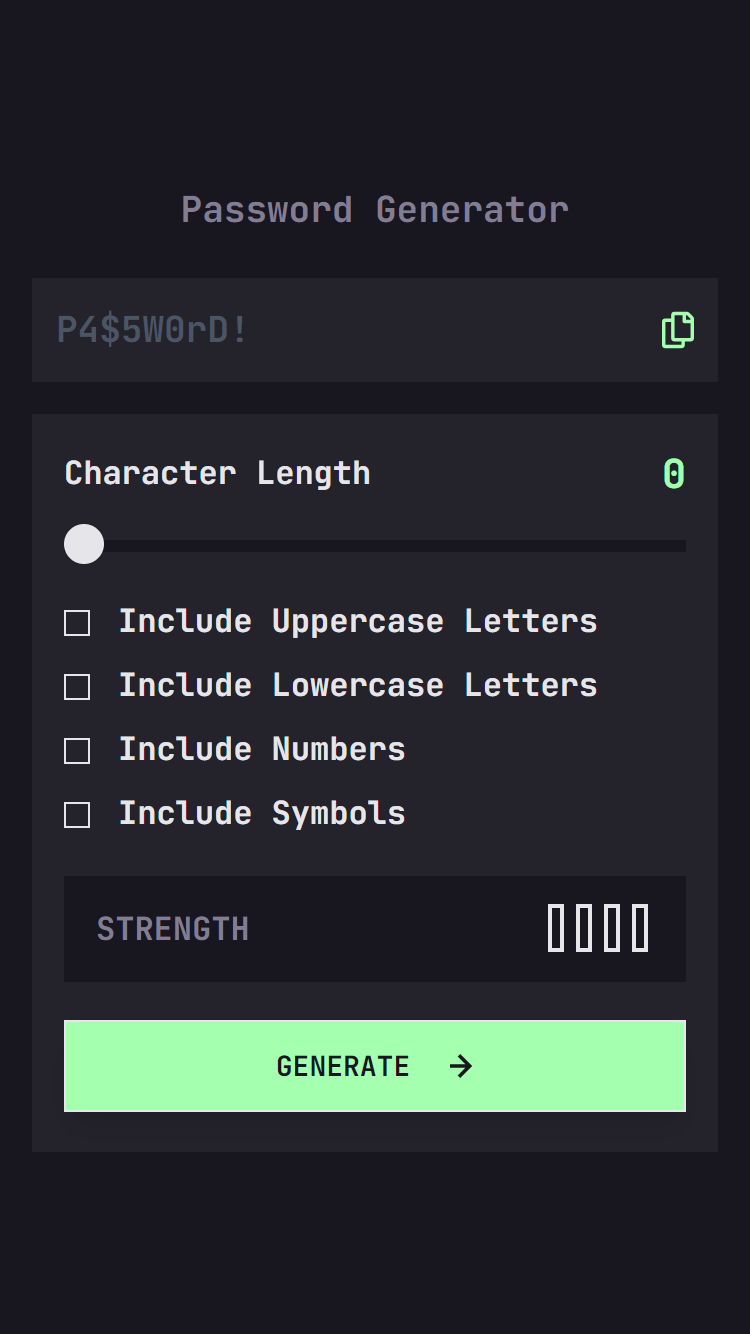 Password Generator
P4$5W0rD!
Character Length 0
Include Uppercase Letters
Include Lowercase Letters
Include Numbers
Include Symbols
STRENGTH
GENERATE